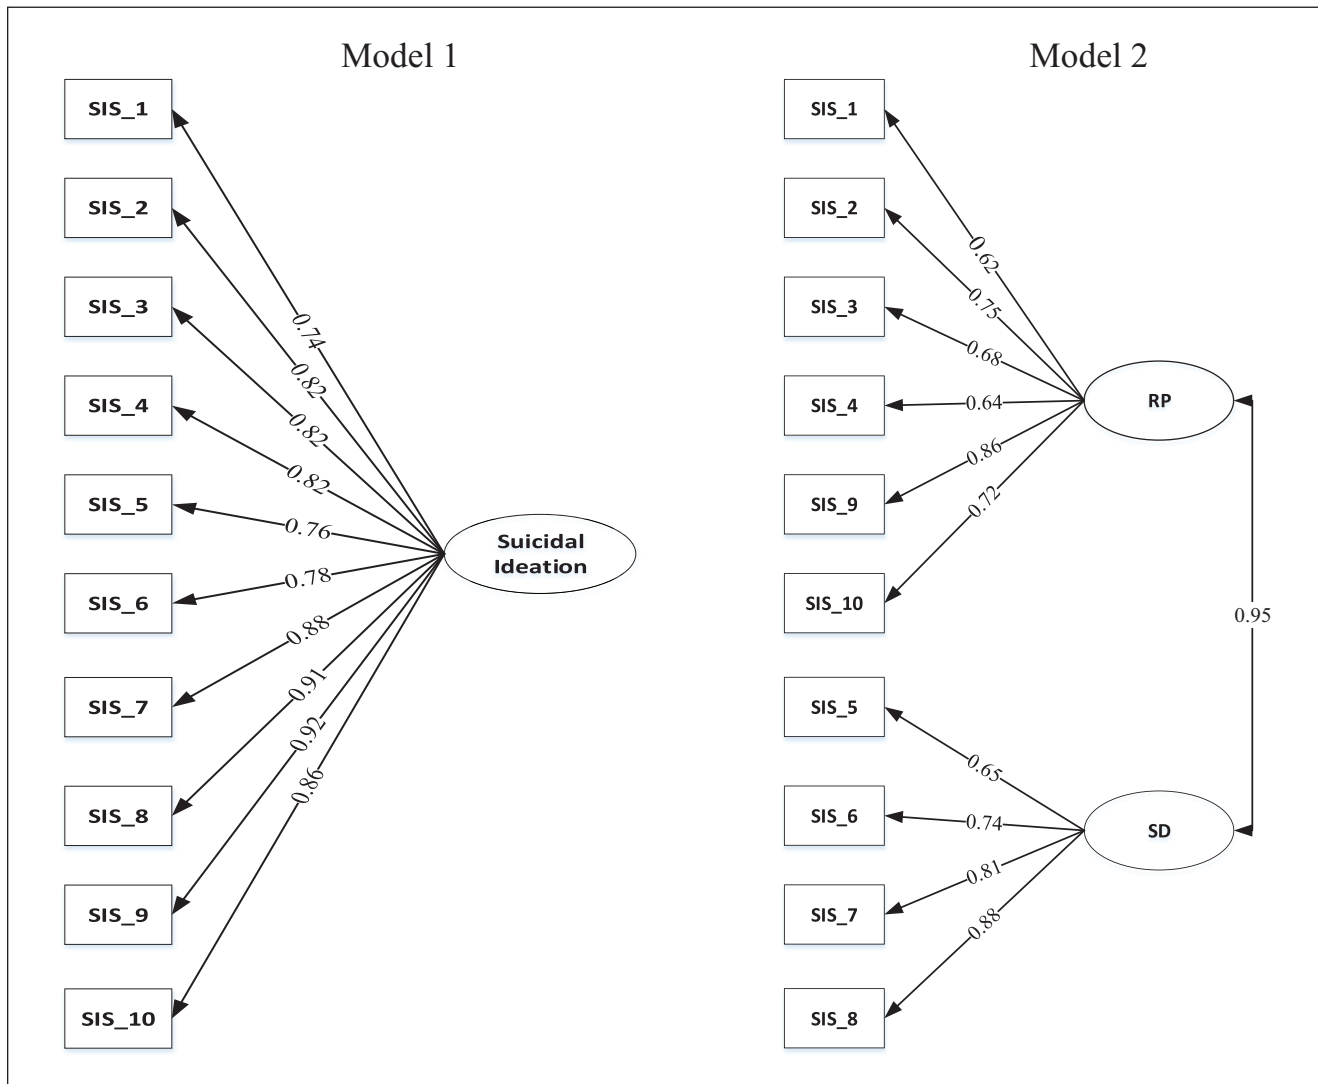 Model 1
SIS_1
SIS_2
SIS_3
SIS_4
SIS_5
SIS_6
SIS_7
SIS_8
SIS_9
SIS_10
0.74
0.82
0.82
0.82
0.76
0.78
0.88
0.91
0.92
0.86
Suicidal
Ideation
Model 2
SIS_1
SIS_2
SIS_3
SIS_4
SIS_9
SIS_10
SIS_5
SIS_6
SIS_7
SIS_8
0.62
0.75
0.68
0.64
0.86
0.72
0.65
0.74
0.81
0.88
RP
SD
0.95